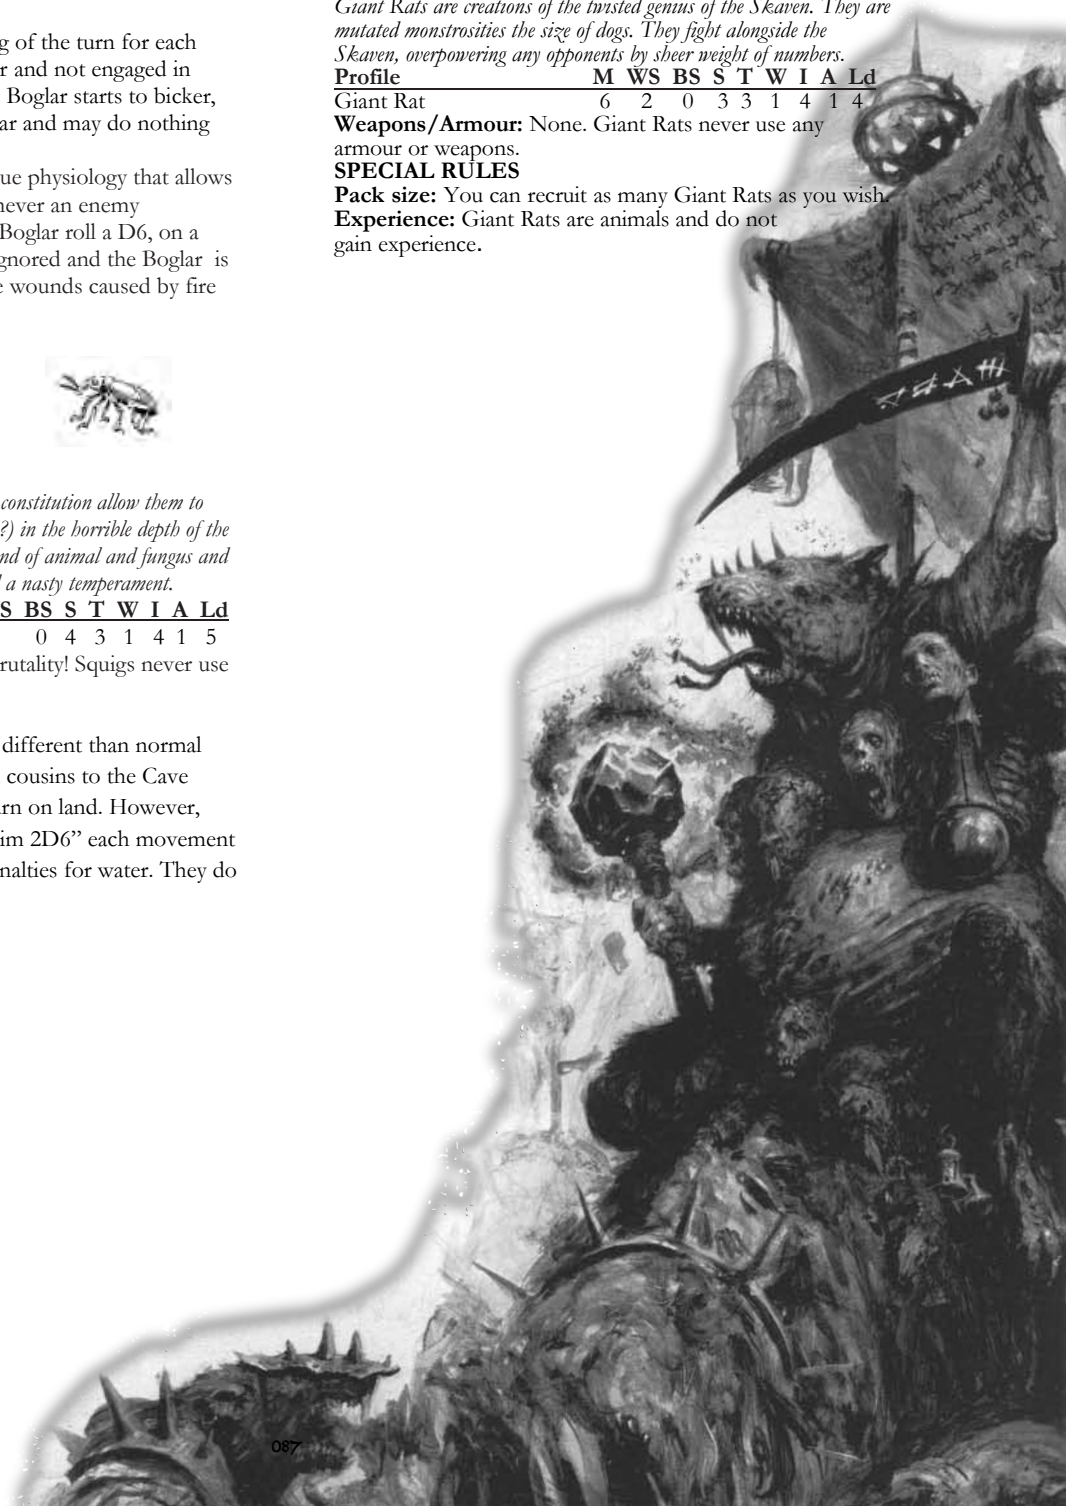 g of the turn for each
r and not engaged in
Boglar starts to bicker,
ar and may do nothing
ue physiology that allows
never an enemy
Boglar roll a D6, on a
gnored and the Boglar is
e wounds caused by fire
constitution allow them to
?) in the horrible depth of the
nd of animal and fungus and
l a nasty temperament.
S BS S T W I A Ld
0 4 3 1 4 1 5
rutality! Squigs never use
different than normal
cousins to the Cave
urn on land. However,
im 2D6” each movement
nalties for water. They do
Giant Rats are creations of the twisted genius of the Skaven. They are
mutated monstrosities the size of dogs. They fight alongside the
Skaven, overpowering any opponents by sheer weight of numbers.
Profile M WS BS S T W I A Ld
Giant Rat 6 2 0 3 3 1 4 1 4
Weapons/Armour: None. Giant Rats never use any
armour or weapons.
SPECIAL RULES
Pack size: You can recruit as many Giant Rats as you wish.
Experience: Giant Rats are animals and do not
gain experience.
087